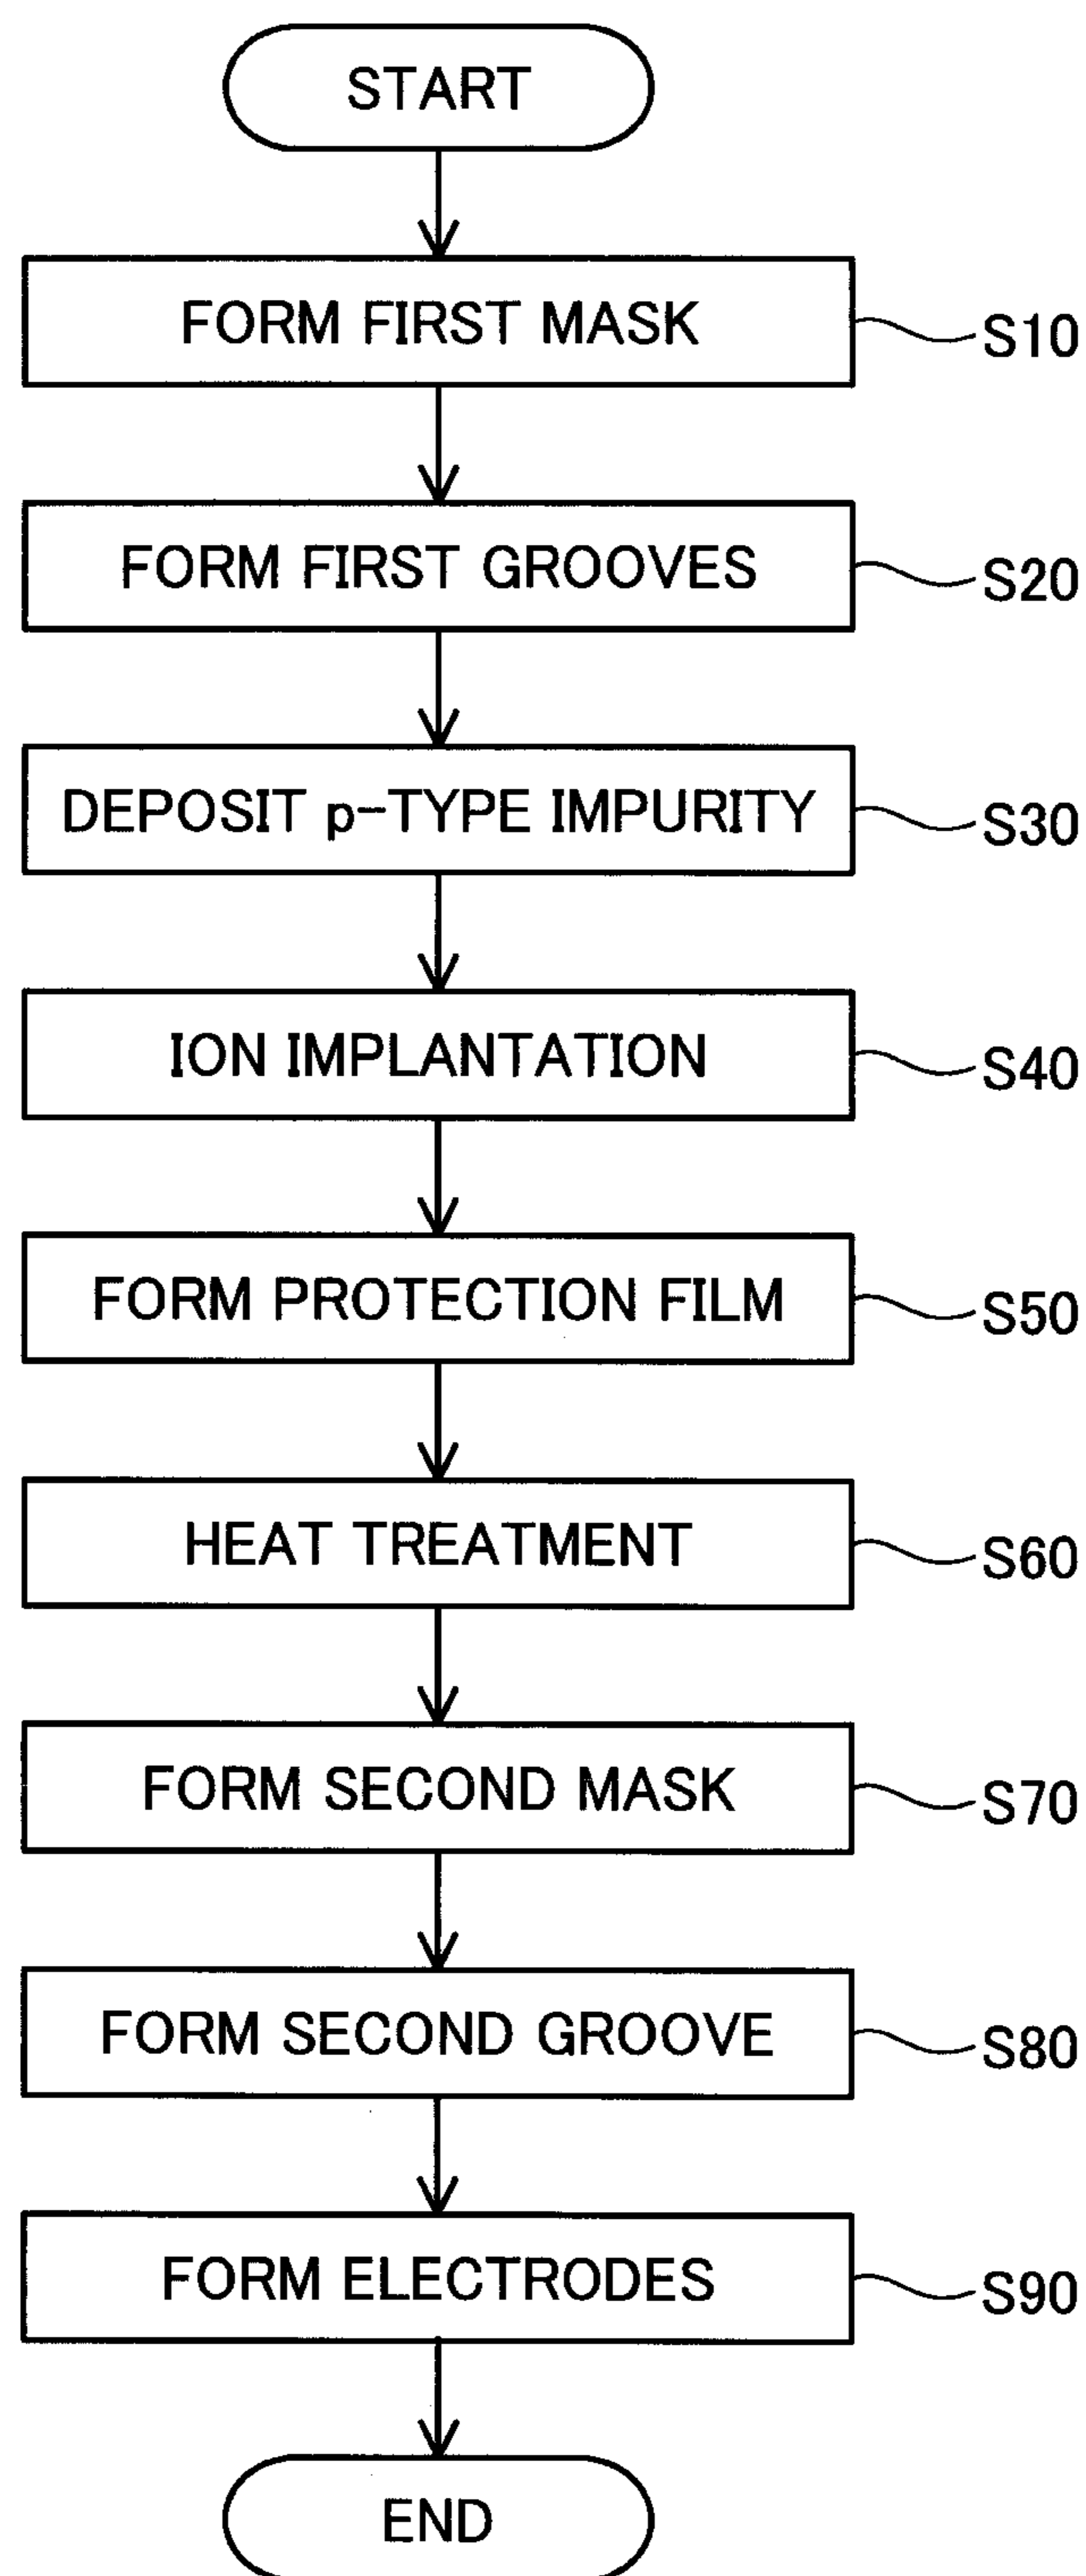 START
FORM FIRST MASK
S10
FORM FIRST GROOVES
S20
DEPOSIT p-TYPE IMPURITY
S30
ION IMPLANTATION
S40
FORM PROTECTION FILM
S50
HEAT TREATMENT
S60
FORM SECOND MASK
S70
FORM SECOND GROOVE
S80
FORM ELECTRODES
S90
END